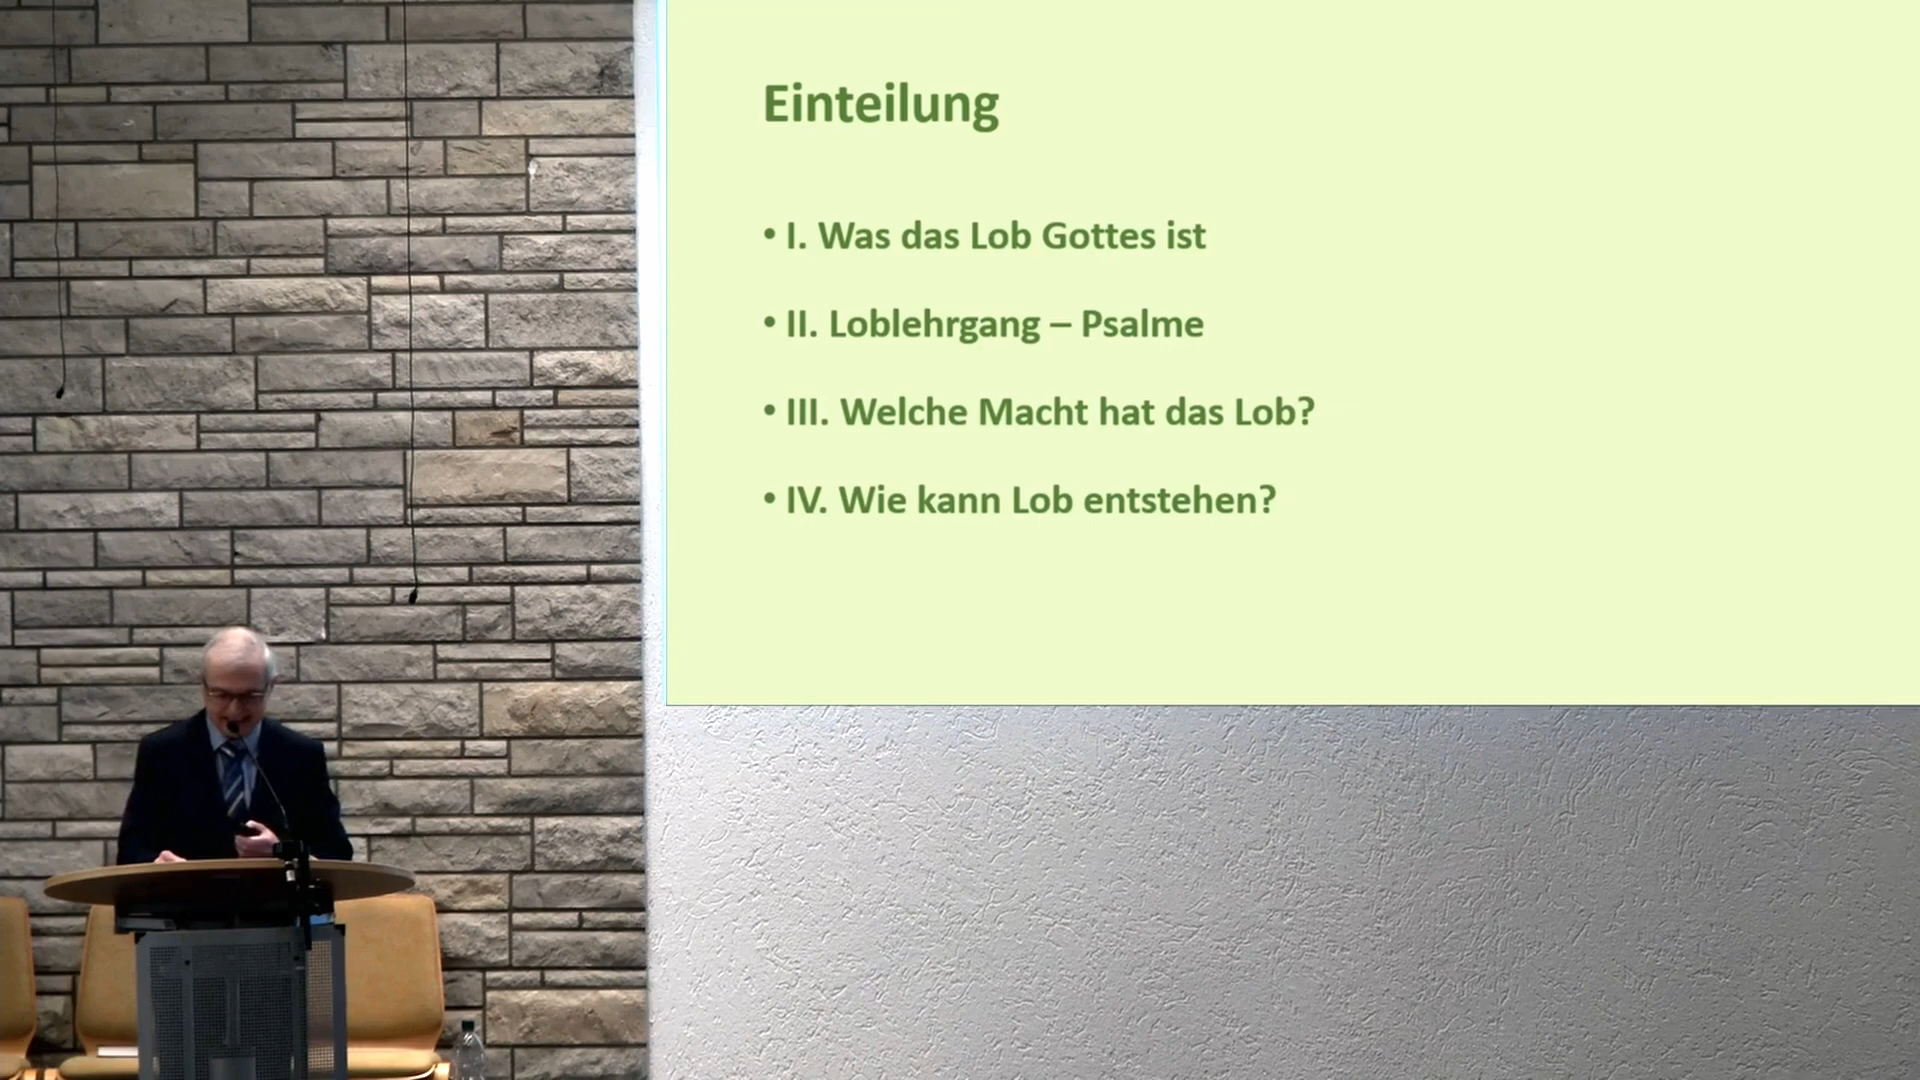 Einteilung
• I. Was das Lob Gottes ist
• II. Loblehrgang – Psalme
• III. Welche Macht hat das Lob?
• IV. Wie kann Lob entstehen?